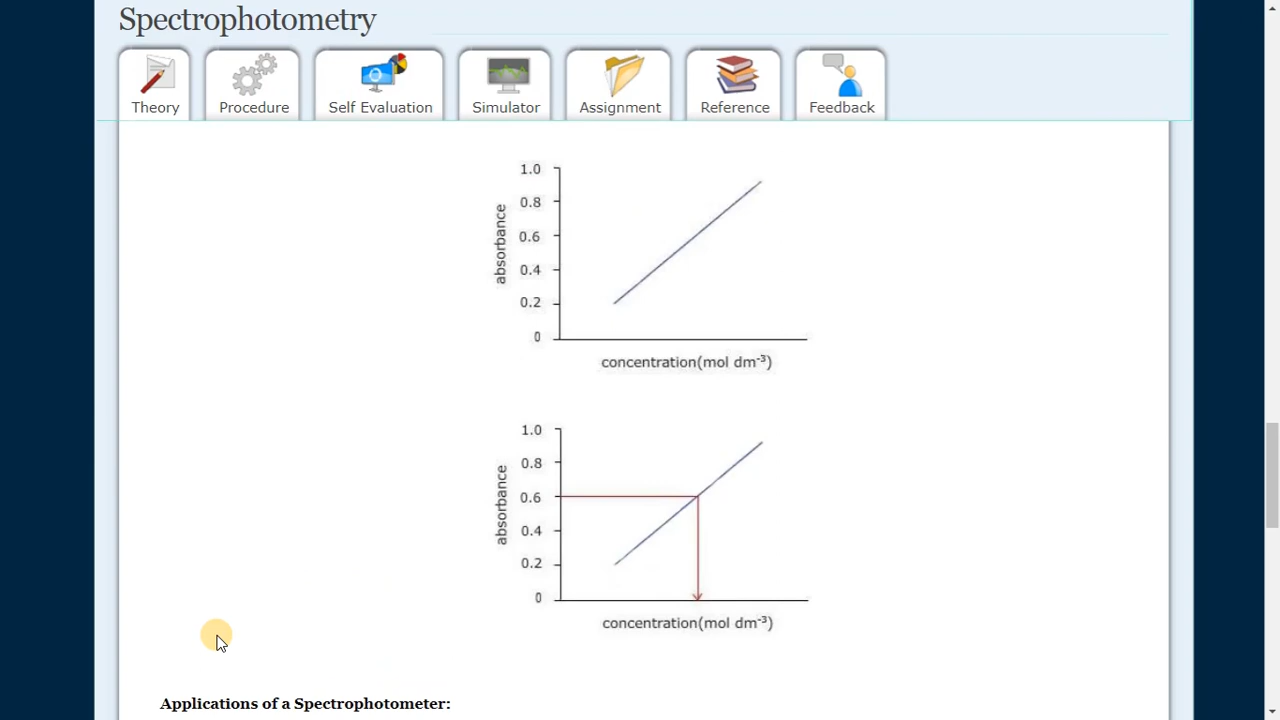 Spectrophotometry
Theory Procedure Self Evaluation Simulator Assignment Reference Feedback
1.0
0.8
0.6
0.4
0.2
0
absorbance
concentration(mol dm⁻³)
1.0
0.8
0.6
0.4
0.2
0
absorbance
concentration(mol dm⁻³)
Applications of a Spectrophotometer: